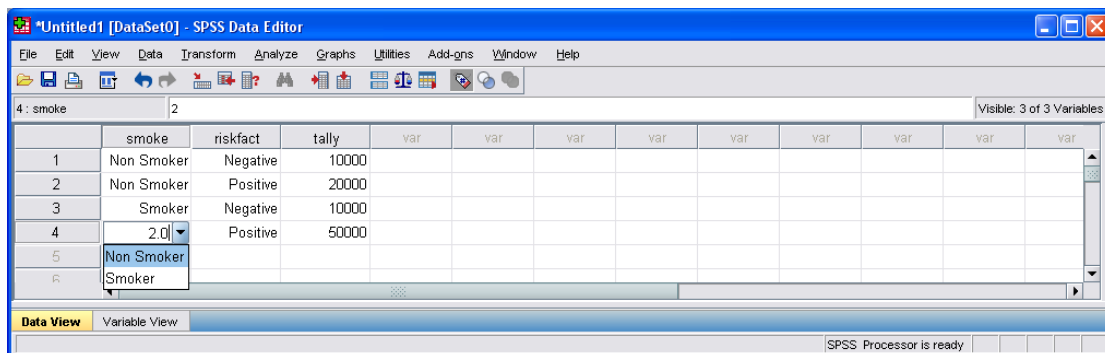 *Untitled1 [DataSet0] - SPSS Data Editor
File Edit View Data Transform Analyze Graphs Utilities Add-ons Window Help
4 : smoke 2 Visible: 3 of 3 Variables
smoke riskfact tally var var var var var var var var var
1 Non Smoker Negative 10000
2 Non Smoker Positive 20000
3 Smoker Negative 10000
4 2.0 Positive 50000
5 Non Smoker
6 Smoker
Data View Variable View
SPSS Processor is ready